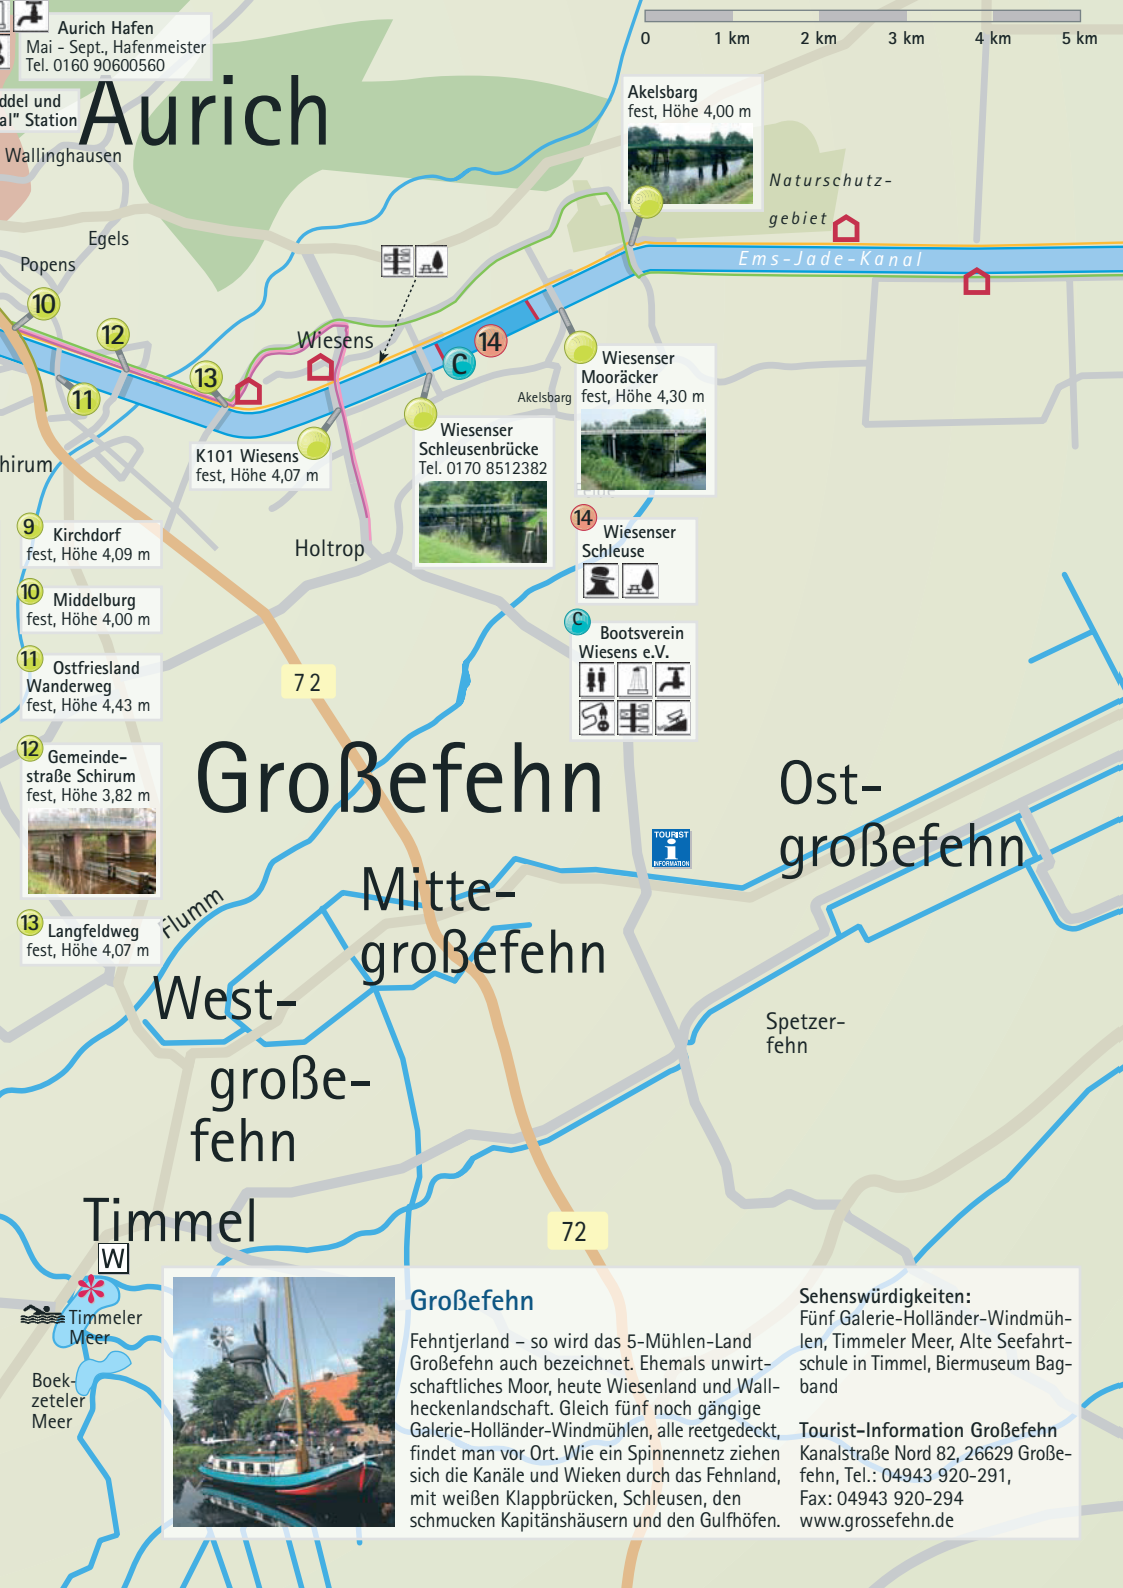 Aurich Hafen
Mai - Sept., Hafenmeister
Tel. 0160 90600560
ddel und
al" Station
Aurich
Wallinghausen
Egels
Popens
0 1 km 2 km 3 km 4 km 5 km
Akelsbarg
fest, Höhe 4,00 m
Naturschutz-
gebiet
Ems-Jade-Kanal
10
12
13
11
Wiesens
14
C
Akelsbarg
Wiesenser
Mooräcker
fest, Höhe 4,30 m
Wiesenser
Schleusenbrücke
Tel. 0170 8512382
K101 Wiesens
fest, Höhe 4,07 m
hirum
Holtrop
9 Kirchdorf
fest, Höhe 4,09 m
10 Middelburg
fest, Höhe 4,00 m
11 Ostfriesland
Wanderweg
fest, Höhe 4,43 m
12 Gemeinde-
straße Schirum
fest, Höhe 3,82 m
13 Langfeldweg
fest, Höhe 4,07 m
14 Wiesenser
Schleuse
C Bootsverein
Wiesens e.V.
72
Großefehn
TOURIST
i
INFORMATION
Ost-
großefehn
Mitte-
großefehn
Flumm
West-
große-
fehn
Spetzer-
fehn
Timmel
W
72
Timmeler
Meer
Boek-
zeteler
Meer
Großefehn
Fehntjerland – so wird das 5-Mühlen-Land
Großefehn auch bezeichnet. Ehemals unwirt-
schaftliches Moor, heute Wiesenland und Wall-
heckenlandschaft. Gleich fünf noch gängige
Galerie-Holländer-Windmühlen, alle reetgedeckt,
findet man vor Ort. Wie ein Spinnennetz ziehen
sich die Kanäle und Wieken durch das Fehnland,
mit weißen Klappbrücken, Schleusen, den
schmucken Kapitänshäusern und den Gulfhöfen.
Sehenswürdigkeiten:
Fünf Galerie-Holländer-Windmüh-
len, Timmeler Meer, Alte Seefahrt-
schule in Timmel, Biermuseum Bag-
band
Tourist-Information Großefehn
Kanalstraße Nord 82, 26629 Große-
fehn, Tel.: 04943 920-291,
Fax: 04943 920-294
www.grossefehn.de